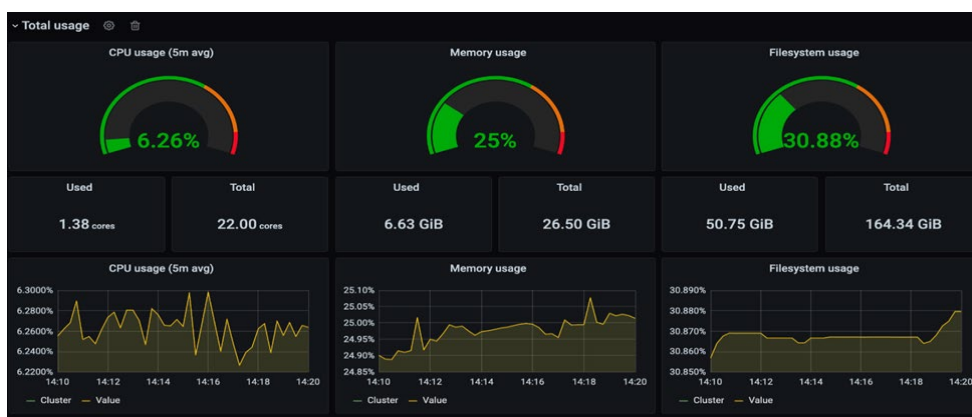 Total usage
CPU usage (5m avg)
6.26%
Memory usage
25%
Filesystem usage
30.88%
Used
1.38 cores
Total
22.00 cores
Used
6.63 GiB
Total
26.50 GiB
Used
50.75 GiB
Total
164.34 GiB
CPU usage (5m avg)
6.3000%
6.2800%
6.2600%
6.2400%
6.2200%
14:10 14:12 14:14 14:16 14:18 14:20
Cluster Value
Memory usage
25.10%
25.05%
25.00%
24.95%
24.90%
24.85%
14:10 14:12 14:14 14:16 14:18 14:20
Cluster Value
Filesystem usage
30.890%
30.880%
30.870%
30.860%
30.850%
14:10 14:12 14:14 14:16 14:18 14:20
Cluster Value